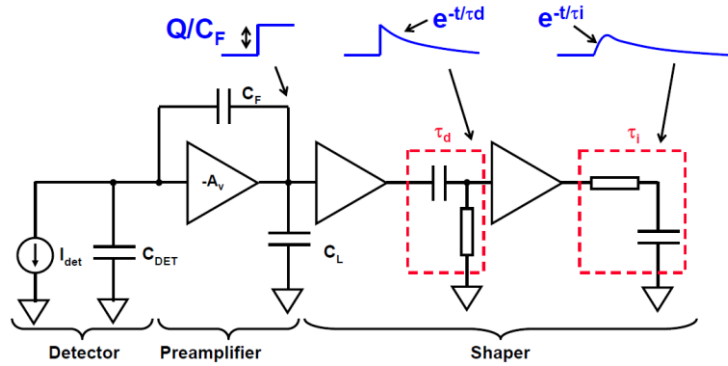 Q/C_F
e^-t/τd
e^-t/τi
C_F
τ_d
τ_i
-A_v
I_det
C_DET
C_L
Detector
Preamplifier
Shaper